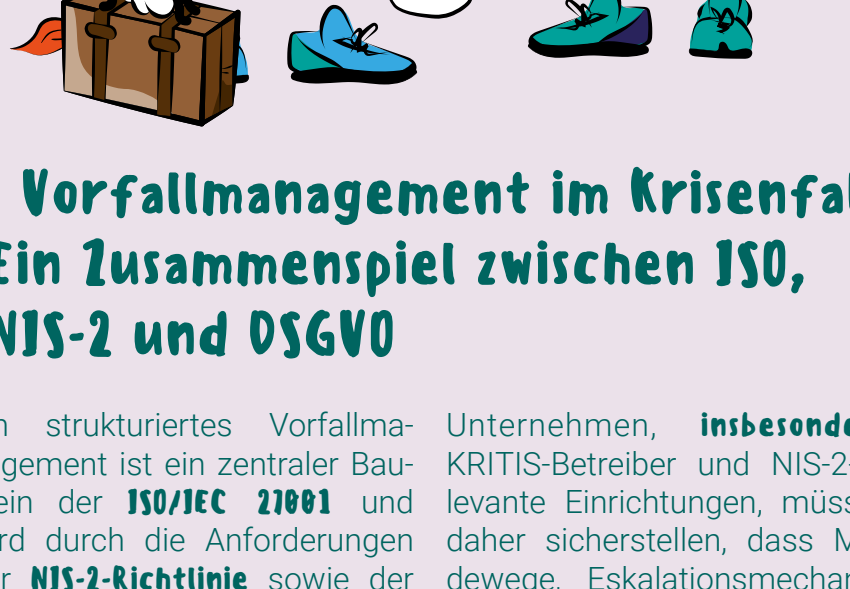 Vorfallmanagement im Krisenfal
Ein Zusammenspiel zwischen ISO,
NIS-2 und DSGVO
n strukturiertes Vorfallma-
gement ist ein zentraler Bau-
ein der ISO/IEC 27001 und
rd durch die Anforderungen
r NIS-2-Richtlinie sowie der
Unternehmen, insbesonde
KRITIS-Betreiber und NIS-2-
levante Einrichtungen, müss
daher sicherstellen, dass M
dewege, Eskalationsmechan